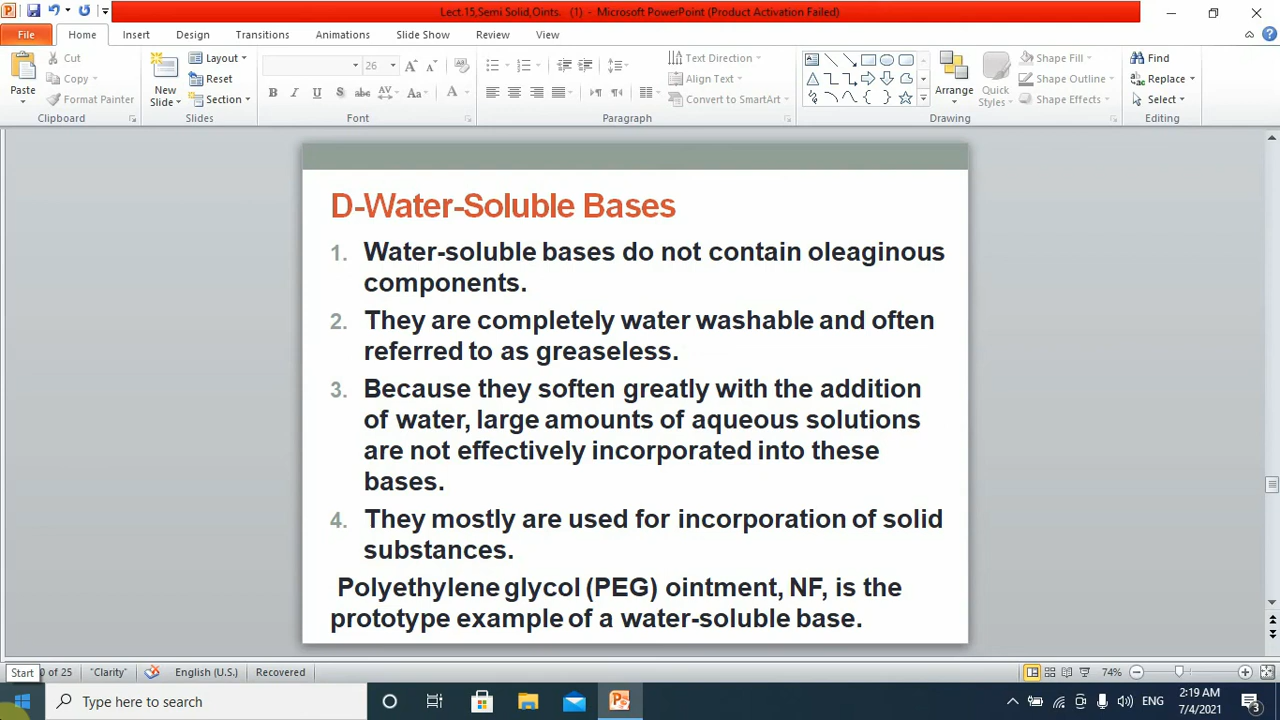 Lect.15,Semi Solid,Oints. (1) - Microsoft PowerPoint (Product Activation Failed)
File Home Insert Design Transitions Animations Slide Show Review View
Cut Layout 26 Text Direction Shape Fill Find
Copy Reset Align Text Shape Outline Replace
Paste Format Painter New Slide Section Convert to SmartArt Arrange Quick Styles Shape Effects Select
Clipboard Slides Font Paragraph Drawing Editing
D-Water-Soluble Bases
1. Water-soluble bases do not contain oleaginous
components.
2. They are completely water washable and often
referred to as greaseless.
3. Because they soften greatly with the addition
of water, large amounts of aqueous solutions
are not effectively incorporated into these
bases.
4. They mostly are used for incorporation of solid
substances.
Polyethylene glycol (PEG) ointment, NF, is the
prototype example of a water-soluble base.
Start 0 of 25 "Clarity" English (U.S.) Recovered 74%
Type here to search ENG 2:19 AM
7/4/2021 3